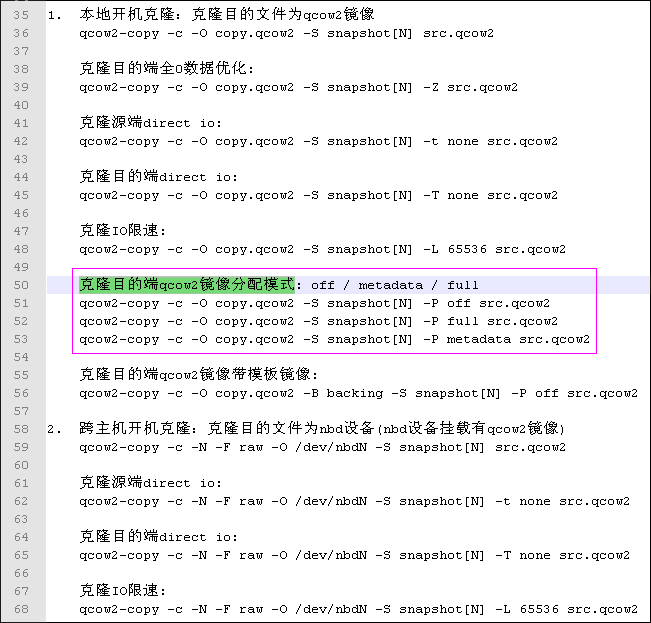 35 1. 本地开机克隆: 克隆目的文件为qcow2镜像
36 qcow2-copy -c -O copy.qcow2 -S snapshot[N] src.qcow2
37
38 克隆目的端全0数据优化:
39 qcow2-copy -c -O copy.qcow2 -S snapshot[N] -Z src.qcow2
40
41 克隆源端direct io:
42 qcow2-copy -c -O copy.qcow2 -S snapshot[N] -t none src.qcow2
43
44 克隆目的端direct io:
45 qcow2-copy -c -O copy.qcow2 -S snapshot[N] -T none src.qcow2
46
47 克隆IO限速:
48 qcow2-copy -c -O copy.qcow2 -S snapshot[N] -L 65536 src.qcow2
49
50 克隆目的端qcow2镜像分配模式: off / metadata / full
51 qcow2-copy -c -O copy.qcow2 -S snapshot[N] -P off src.qcow2
52 qcow2-copy -c -O copy.qcow2 -S snapshot[N] -P full src.qcow2
53 qcow2-copy -c -O copy.qcow2 -S snapshot[N] -P metadata src.qcow2
54
55 克隆目的端qcow2镜像带模板镜像:
56 qcow2-copy -c -O copy.qcow2 -B backing -S snapshot[N] -P off src.qcow2
57
58 2. 跨主机开机克隆: 克隆目的文件为nbd设备(nbd设备挂载有qcow2镜像)
59 qcow2-copy -c -N -F raw -O /dev/nbdN -S snapshot[N] src.qcow2
60
61 克隆源端direct io:
62 qcow2-copy -c -N -F raw -O /dev/nbdN -S snapshot[N] -t none src.qcow2
63
64 克隆目的端direct io:
65 qcow2-copy -c -N -F raw -O /dev/nbdN -S snapshot[N] -T none src.qcow2
66
67 克隆IO限速:
68 qcow2-copy -c -N -F raw -O /dev/nbdN -S snapshot[N] -L 65536 src.qcow2